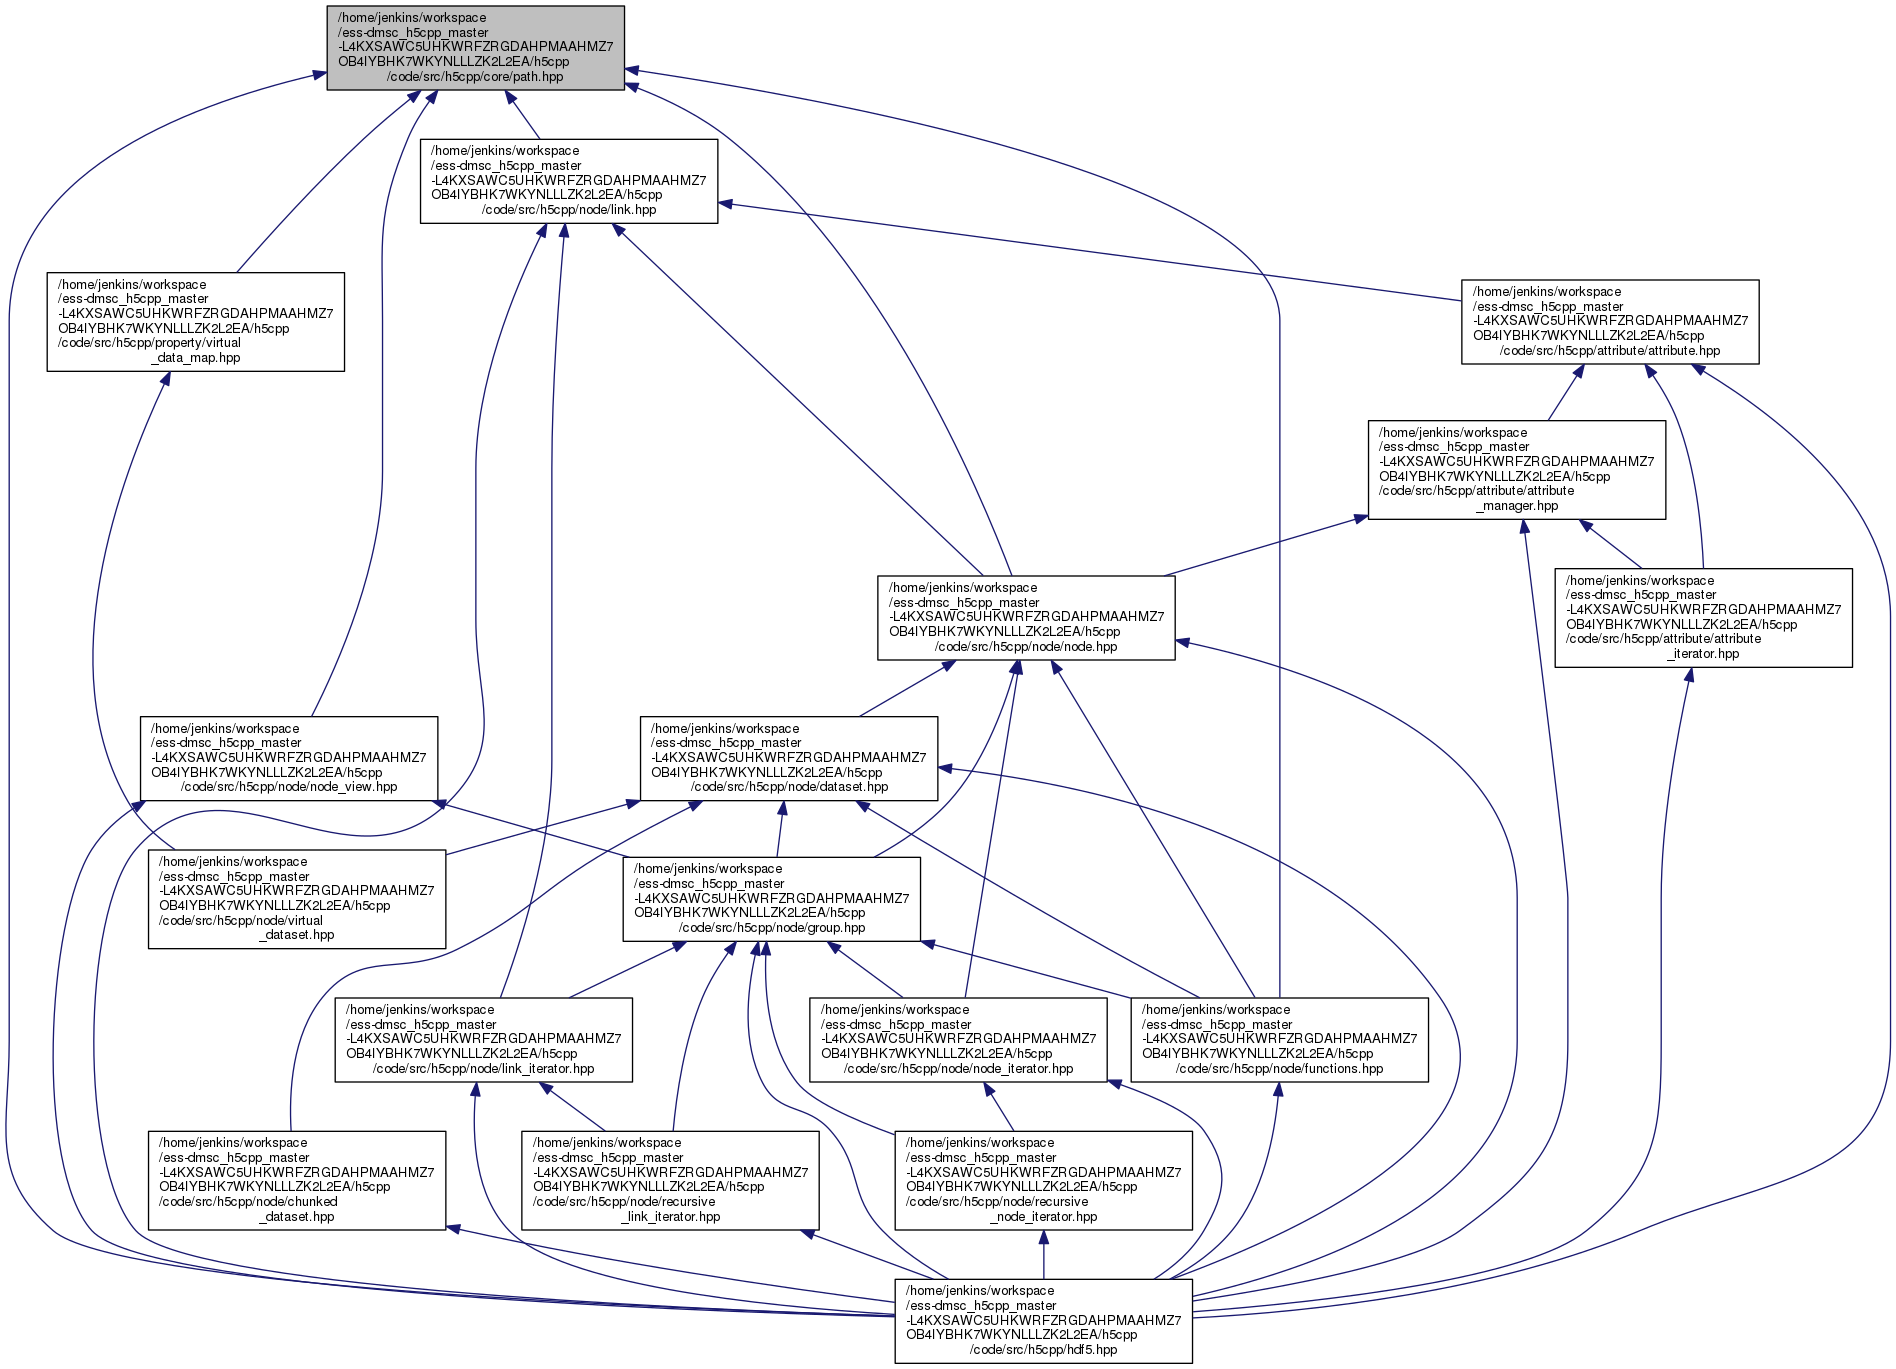 /home/jenkins/workspace
/ess-dmsc_h5cpp_master
-L4KXSAWC5UHKWRFZRGDAHPMAAHMZ7
OB4IYBHK7WKYNLLLZK2L2EA/h5cpp
/code/src/h5cpp/core/path.hpp
/home/jenkins/workspace
/ess-dmsc_h5cpp_master
-L4KXSAWC5UHKWRFZRGDAHPMAAHMZ7
OB4IYBHK7WKYNLLLZK2L2EA/h5cpp
/code/src/h5cpp/node/link.hpp
/home/jenkins/workspace
/ess-dmsc_h5cpp_master
-L4KXSAWC5UHKWRFZRGDAHPMAAHMZ7
OB4IYBHK7WKYNLLLZK2L2EA/h5cpp
/code/src/h5cpp/property/virtual
_data_map.hpp
/home/jenkins/workspace
/ess-dmsc_h5cpp_master
-L4KXSAWC5UHKWRFZRGDAHPMAAHMZ7
OB4IYBHK7WKYNLLLZK2L2EA/h5cpp
/code/src/h5cpp/attribute/attribute.hpp
/home/jenkins/workspace
/ess-dmsc_h5cpp_master
-L4KXSAWC5UHKWRFZRGDAHPMAAHMZ7
OB4IYBHK7WKYNLLLZK2L2EA/h5cpp
/code/src/h5cpp/attribute/attribute
_manager.hpp
/home/jenkins/workspace
/ess-dmsc_h5cpp_master
-L4KXSAWC5UHKWRFZRGDAHPMAAHMZ7
OB4IYBHK7WKYNLLLZK2L2EA/h5cpp
/code/src/h5cpp/node/node.hpp
/home/jenkins/workspace
/ess-dmsc_h5cpp_master
-L4KXSAWC5UHKWRFZRGDAHPMAAHMZ7
OB4IYBHK7WKYNLLLZK2L2EA/h5cpp
/code/src/h5cpp/attribute/attribute
_iterator.hpp
/home/jenkins/workspace
/ess-dmsc_h5cpp_master
-L4KXSAWC5UHKWRFZRGDAHPMAAHMZ7
OB4IYBHK7WKYNLLLZK2L2EA/h5cpp
/code/src/h5cpp/node/node_view.hpp
/home/jenkins/workspace
/ess-dmsc_h5cpp_master
-L4KXSAWC5UHKWRFZRGDAHPMAAHMZ7
OB4IYBHK7WKYNLLLZK2L2EA/h5cpp
/code/src/h5cpp/node/dataset.hpp
/home/jenkins/workspace
/ess-dmsc_h5cpp_master
-L4KXSAWC5UHKWRFZRGDAHPMAAHMZ7
OB4IYBHK7WKYNLLLZK2L2EA/h5cpp
/code/src/h5cpp/node/virtual
_dataset.hpp
/home/jenkins/workspace
/ess-dmsc_h5cpp_master
-L4KXSAWC5UHKWRFZRGDAHPMAAHMZ7
OB4IYBHK7WKYNLLLZK2L2EA/h5cpp
/code/src/h5cpp/node/group.hpp
/home/jenkins/workspace
/ess-dmsc_h5cpp_master
-L4KXSAWC5UHKWRFZRGDAHPMAAHMZ7
OB4IYBHK7WKYNLLLZK2L2EA/h5cpp
/code/src/h5cpp/node/link_iterator.hpp
/home/jenkins/workspace
/ess-dmsc_h5cpp_master
-L4KXSAWC5UHKWRFZRGDAHPMAAHMZ7
OB4IYBHK7WKYNLLLZK2L2EA/h5cpp
/code/src/h5cpp/node/node_iterator.hpp
/home/jenkins/workspace
/ess-dmsc_h5cpp_master
-L4KXSAWC5UHKWRFZRGDAHPMAAHMZ7
OB4IYBHK7WKYNLLLZK2L2EA/h5cpp
/code/src/h5cpp/node/functions.hpp
/home/jenkins/workspace
/ess-dmsc_h5cpp_master
-L4KXSAWC5UHKWRFZRGDAHPMAAHMZ7
OB4IYBHK7WKYNLLLZK2L2EA/h5cpp
/code/src/h5cpp/node/chunked
_dataset.hpp
/home/jenkins/workspace
/ess-dmsc_h5cpp_master
-L4KXSAWC5UHKWRFZRGDAHPMAAHMZ7
OB4IYBHK7WKYNLLLZK2L2EA/h5cpp
/code/src/h5cpp/node/recursive
_link_iterator.hpp
/home/jenkins/workspace
/ess-dmsc_h5cpp_master
-L4KXSAWC5UHKWRFZRGDAHPMAAHMZ7
OB4IYBHK7WKYNLLLZK2L2EA/h5cpp
/code/src/h5cpp/node/recursive
_node_iterator.hpp
/home/jenkins/workspace
/ess-dmsc_h5cpp_master
-L4KXSAWC5UHKWRFZRGDAHPMAAHMZ7
OB4IYBHK7WKYNLLLZK2L2EA/h5cpp
/code/src/h5cpp/hdf5.hpp